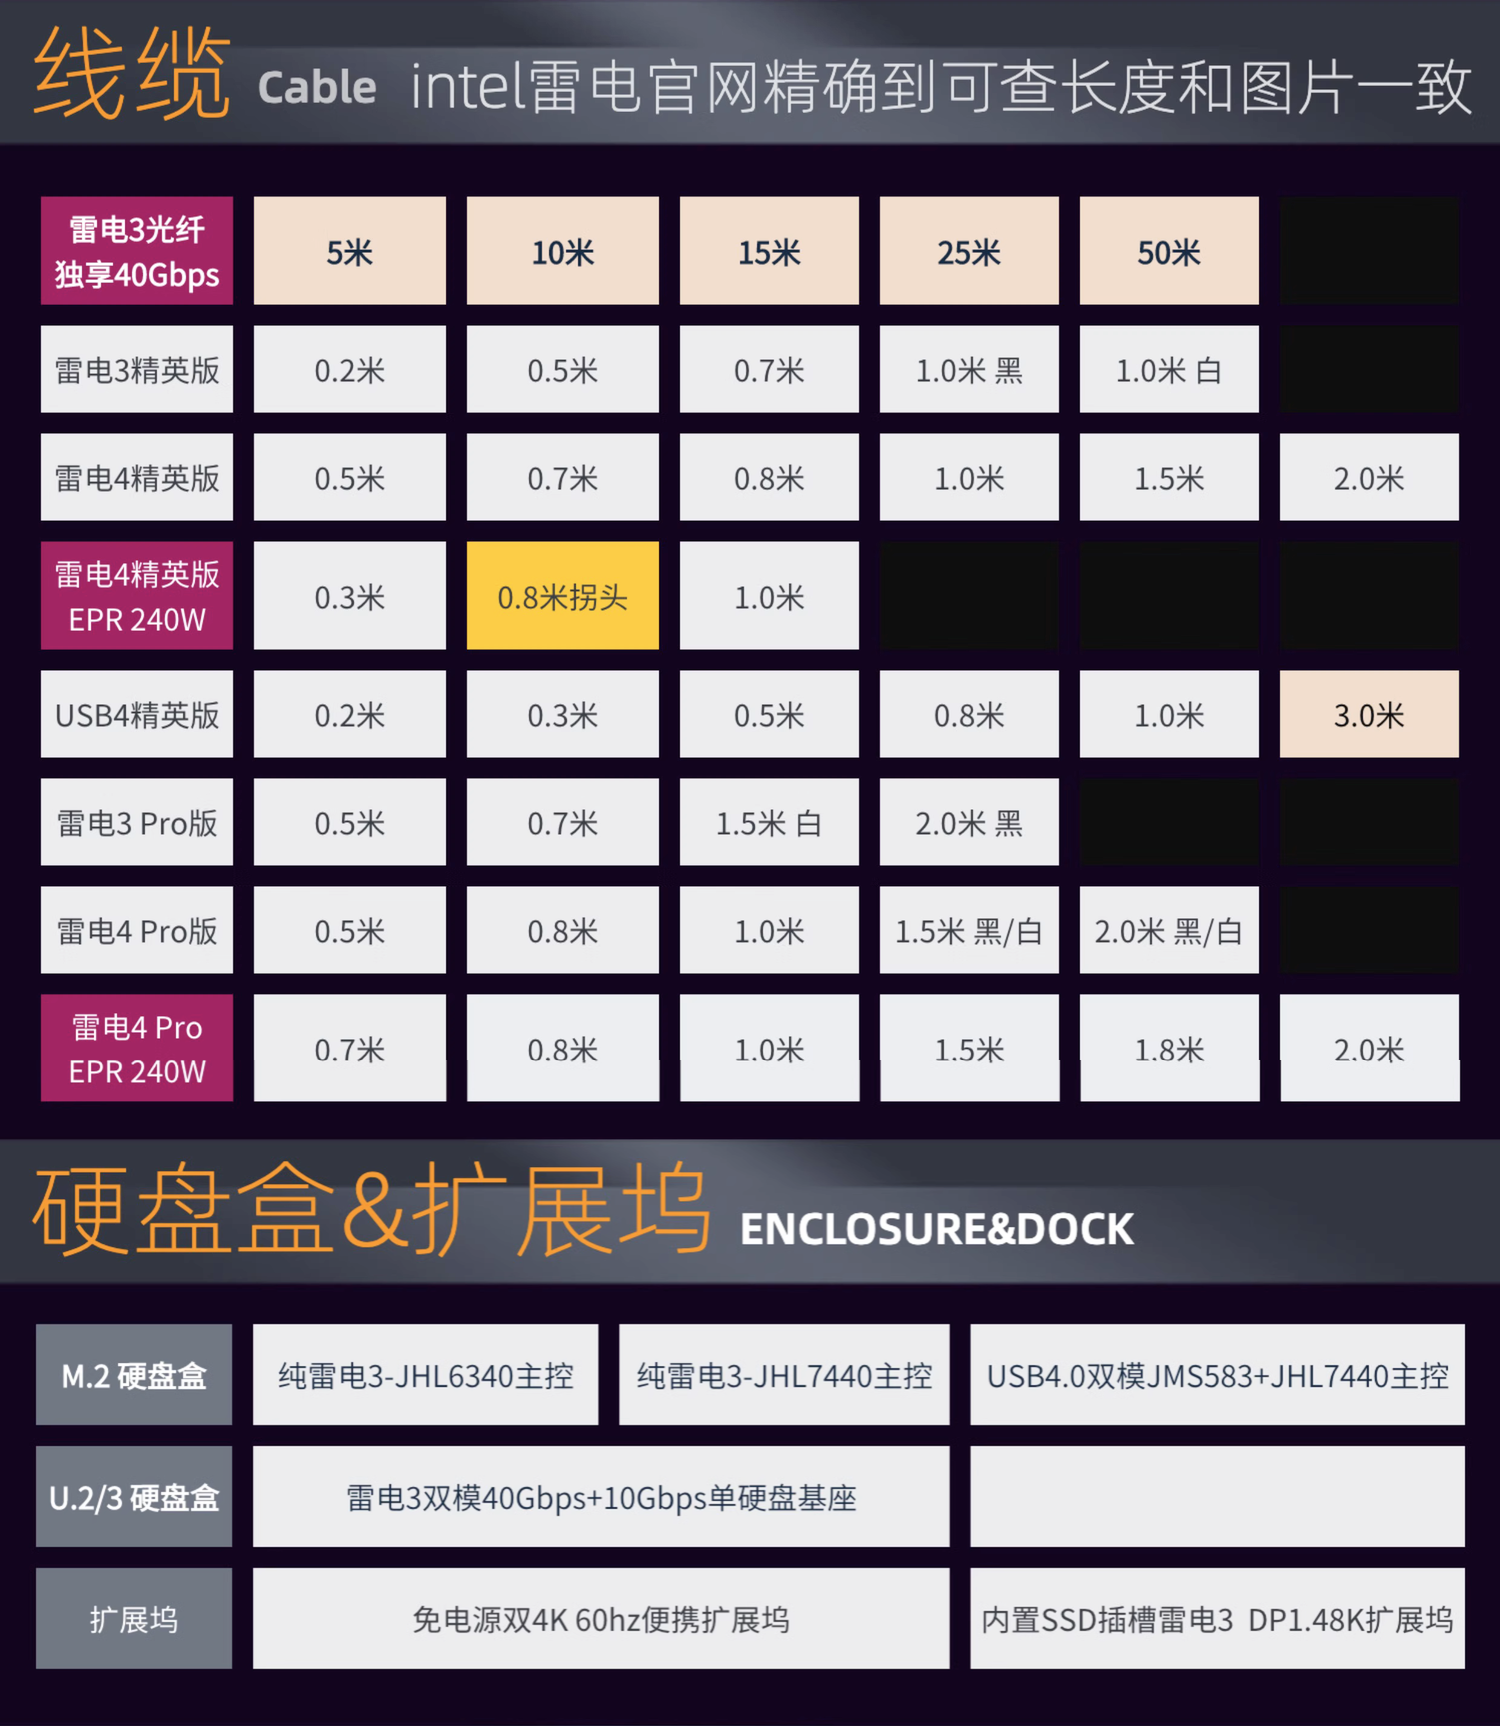 线缆 Cable intel雷电官网精确到可查长度和图片一致
雷电3光纤
独享40Gbps
5米
10米
15米
25米
50米
雷电3精英版
0.2米
0.5米
0.7米
1.0米 黑
1.0米 白
雷电4精英版
0.5米
0.7米
0.8米
1.0米
1.5米
2.0米
雷电4精英版
EPR 240W
0.3米
0.8米拐头
1.0米
USB4精英版
0.2米
0.3米
0.5米
0.8米
1.0米
3.0米
雷电3 Pro版
0.5米
0.7米
1.5米 白
2.0米 黑
雷电4 Pro版
0.5米
0.8米
1.0米
1.5米 黑/白
2.0米 黑/白
雷电4 Pro
EPR 240W
0.7米
0.8米
1.0米
1.5米
1.8米
2.0米
硬盘盒&扩展坞 ENCLOSURE&DOCK
M.2 硬盘盒
纯雷电3-JHL6340主控
纯雷电3-JHL7440主控
USB4.0双模JMS583+JHL7440主控
U.2/3 硬盘盒
雷电3双模40Gbps+10Gbps单硬盘基座
扩展坞
免电源双4K 60hz便携扩展坞
内置SSD插槽雷电3 DP1.48K扩展坞